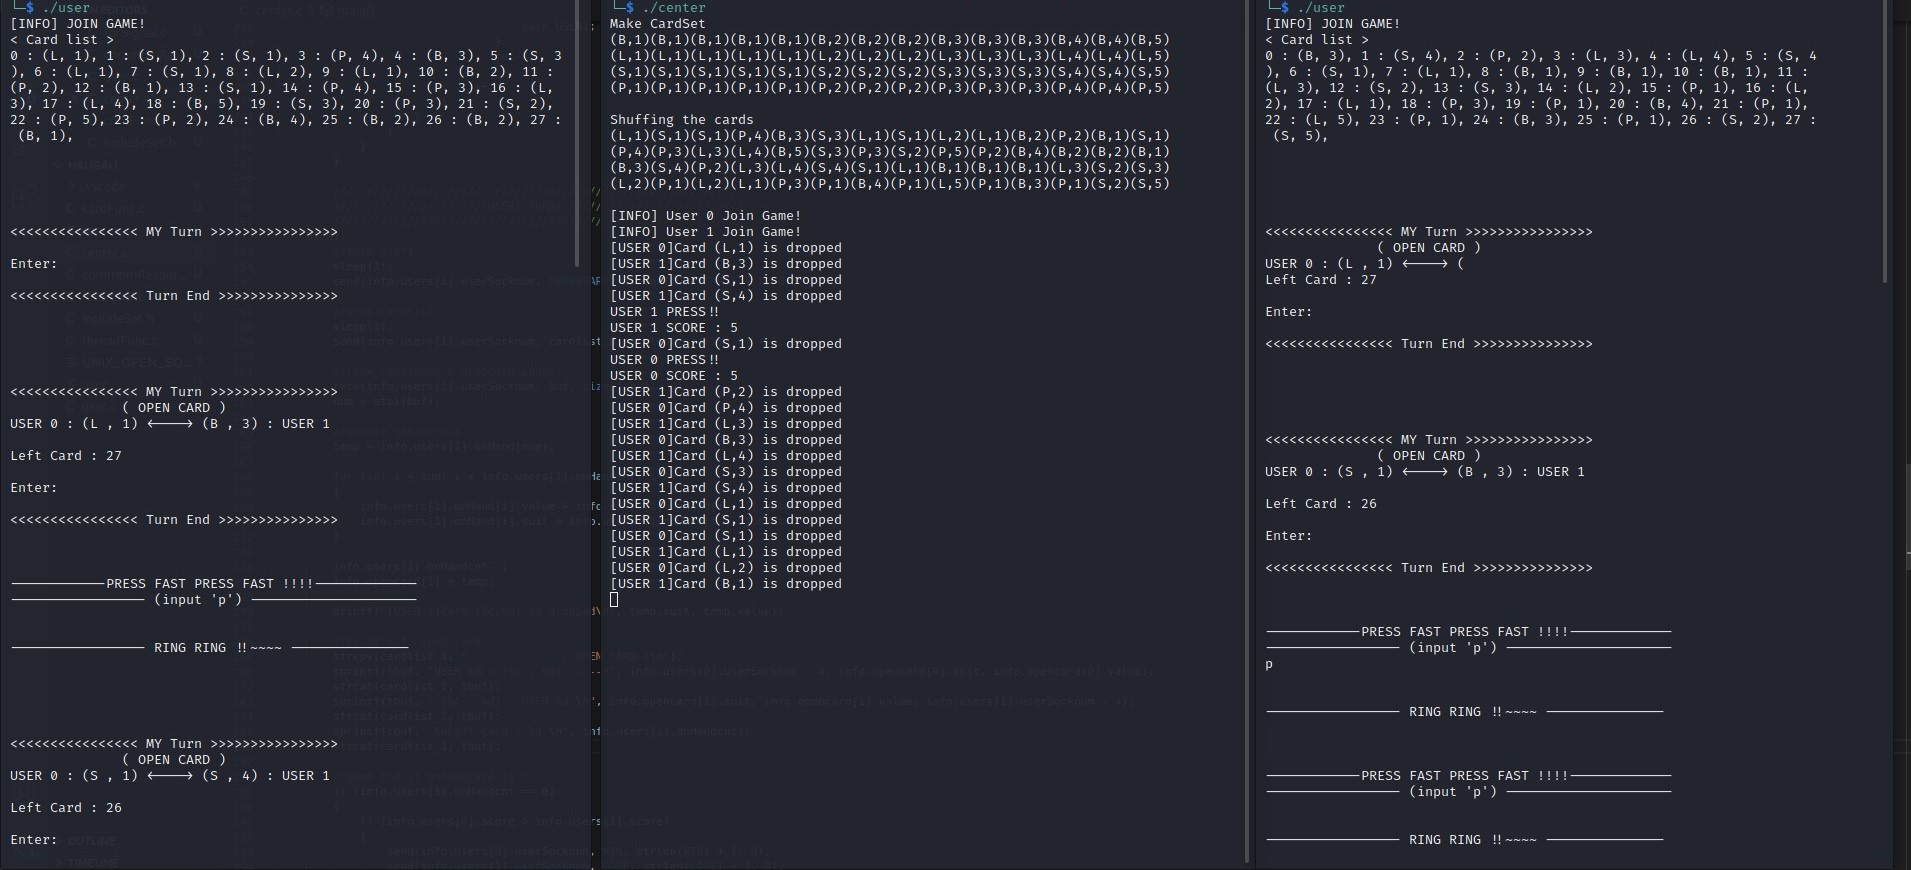 └─$ ./user
[INFO] JOIN GAME!
< Card list >
0 : (L, 1), 1 : (S, 1), 2 : (S, 1), 3 : (P, 4), 4 : (B, 3), 5 : (S, 3
), 6 : (L, 1), 7 : (S, 1), 8 : (L, 2), 9 : (L, 1), 10 : (B, 2), 11 :
(P, 2), 12 : (B, 1), 13 : (S, 1), 14 : (P, 4), 15 : (P, 3), 16 : (L,
3), 17 : (L, 4), 18 : (B, 5), 19 : (S, 3), 20 : (P, 3), 21 : (S, 2),
22 : (P, 5), 23 : (P, 2), 24 : (B, 4), 25 : (B, 2), 26 : (B, 2), 27 :
(B, 1),
<<<<<<<<<<<<<<<< MY Turn >>>>>>>>>>>>>>>>
Enter:
<<<<<<<<<<<<<<<< Turn End >>>>>>>>>>>>>>>
<<<<<<<<<<<<<<<< MY Turn >>>>>>>>>>>>>>>>
( OPEN CARD )
USER 0 : (L , 1) <----> (B , 3) : USER 1
Left Card : 27
Enter:
<<<<<<<<<<<<<<<< Turn End >>>>>>>>>>>>>>>
------------PRESS FAST PRESS FAST !!!!-------------
----------------- (input 'p') ---------------------
----------------- RING RING !!~~~~ ---------------
<<<<<<<<<<<<<<<< MY Turn >>>>>>>>>>>>>>>>
( OPEN CARD )
USER 0 : (S , 1) <----> (S , 4) : USER 1
Left Card : 26
Enter:
└─$ ./center
Make CardSet
(B,1)(B,1)(B,1)(B,1)(B,1)(B,2)(B,2)(B,2)(B,3)(B,3)(B,3)(B,4)(B,4)(B,5)
(L,1)(L,1)(L,1)(L,1)(L,1)(L,2)(L,2)(L,2)(L,3)(L,3)(L,3)(L,4)(L,4)(L,5)
(S,1)(S,1)(S,1)(S,1)(S,1)(S,2)(S,2)(S,2)(S,3)(S,3)(S,3)(S,4)(S,4)(S,5)
(P,1)(P,1)(P,1)(P,1)(P,1)(P,2)(P,2)(P,2)(P,3)(P,3)(P,3)(P,4)(P,4)(P,5)
Shuffing the cards
(L,1)(S,1)(S,1)(P,4)(B,3)(S,3)(L,1)(S,1)(L,2)(L,1)(B,2)(P,2)(B,1)(S,1)
(P,4)(P,3)(L,3)(L,4)(B,5)(S,3)(P,3)(S,2)(P,5)(P,2)(B,4)(B,2)(B,2)(B,1)
(B,3)(S,4)(P,2)(L,3)(L,4)(S,4)(S,1)(L,1)(B,1)(B,1)(B,1)(L,3)(S,2)(S,3)
(L,2)(P,1)(L,2)(L,1)(P,3)(P,1)(B,4)(P,1)(L,5)(P,1)(B,3)(P,1)(S,2)(S,5)
[INFO] User 0 Join Game!
[INFO] User 1 Join Game!
[USER 0]Card (L,1) is dropped
[USER 1]Card (B,3) is dropped
[USER 0]Card (S,1) is dropped
[USER 1]Card (S,4) is dropped
USER 1 PRESS!!
USER 1 SCORE : 5
[USER 0]Card (S,1) is dropped
USER 0 PRESS!!
USER 0 SCORE : 5
[USER 1]Card (P,2) is dropped
[USER 0]Card (P,4) is dropped
[USER 1]Card (L,3) is dropped
[USER 0]Card (B,3) is dropped
[USER 1]Card (L,4) is dropped
[USER 0]Card (S,3) is dropped
[USER 1]Card (S,4) is dropped
[USER 0]Card (L,1) is dropped
[USER 1]Card (S,1) is dropped
[USER 0]Card (S,1) is dropped
[USER 1]Card (L,1) is dropped
[USER 0]Card (L,2) is dropped
[USER 1]Card (B,1) is dropped
└─$ ./user
[INFO] JOIN GAME!
< Card list >
0 : (B, 3), 1 : (S, 4), 2 : (P, 2), 3 : (L, 3), 4 : (L, 4), 5 : (S, 4
), 6 : (S, 1), 7 : (L, 1), 8 : (B, 1), 9 : (B, 1), 10 : (B, 1), 11 :
(L, 3), 12 : (S, 2), 13 : (S, 3), 14 : (L, 2), 15 : (P, 1), 16 : (L,
2), 17 : (L, 1), 18 : (P, 3), 19 : (P, 1), 20 : (B, 4), 21 : (P, 1),
22 : (L, 5), 23 : (P, 1), 24 : (B, 3), 25 : (P, 1), 26 : (S, 2), 27 :
(S, 5),
<<<<<<<<<<<<<<<< MY Turn >>>>>>>>>>>>>>>>
( OPEN CARD )
USER 0 : (L , 1) <----> (
Left Card : 27
Enter:
<<<<<<<<<<<<<<<< Turn End >>>>>>>>>>>>>>>
<<<<<<<<<<<<<<<< MY Turn >>>>>>>>>>>>>>>>
( OPEN CARD )
USER 0 : (S , 1) <----> (B , 3) : USER 1
Left Card : 26
Enter:
<<<<<<<<<<<<<<<< Turn End >>>>>>>>>>>>>>>
------------PRESS FAST PRESS FAST !!!!-------------
----------------- (input 'p') ---------------------
p
----------------- RING RING !!~~~~ ---------------
------------PRESS FAST PRESS FAST !!!!-------------
----------------- (input 'p') ---------------------
----------------- RING RING !!~~~~ ---------------